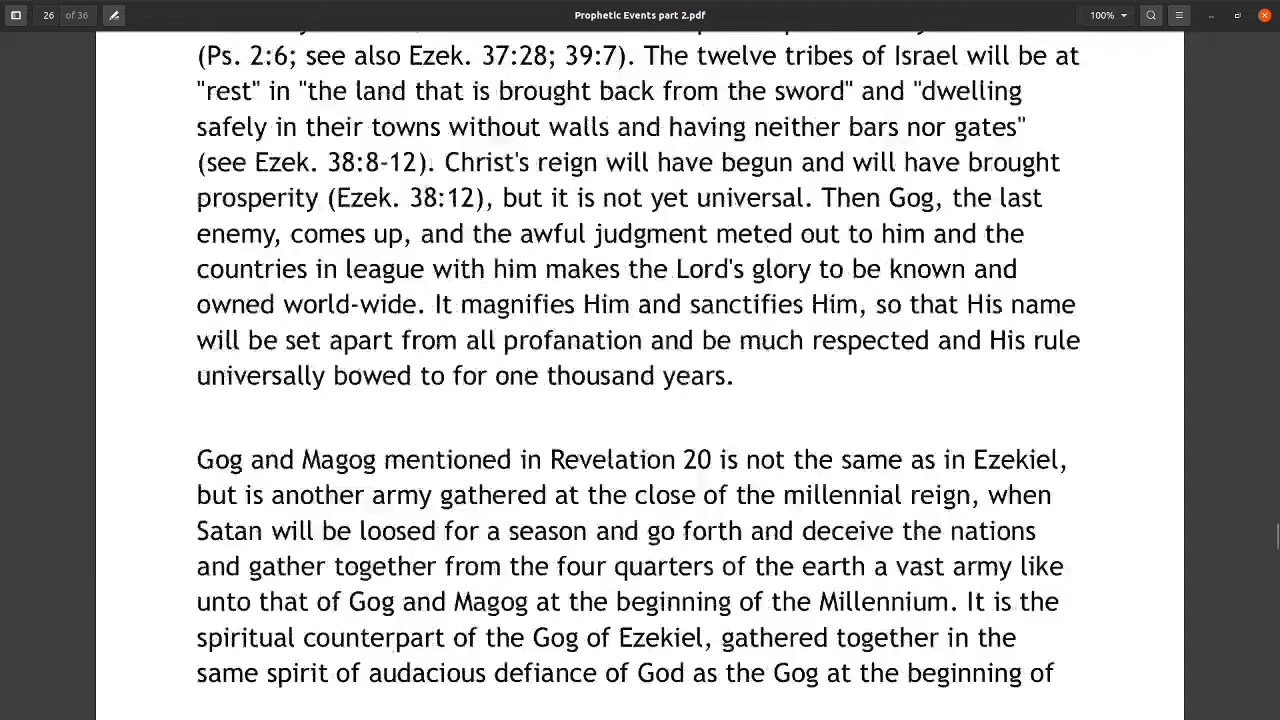 26 of 36
Prophetic Events part 2.pdf
100%
(Ps. 2:6; see also Ezek. 37:28; 39:7). The twelve tribes of Israel will be at
"rest" in "the land that is brought back from the sword" and "dwelling
safely in their towns without walls and having neither bars nor gates"
(see Ezek. 38:8-12). Christ's reign will have begun and will have brought
prosperity (Ezek. 38:12), but it is not yet universal. Then Gog, the last
enemy, comes up, and the awful judgment meted out to him and the
countries in league with him makes the Lord's glory to be known and
owned world-wide. It magnifies Him and sanctifies Him, so that His name
will be set apart from all profanation and be much respected and His rule
universally bowed to for one thousand years.
Gog and Magog mentioned in Revelation 20 is not the same as in Ezekiel,
but is another army gathered at the close of the millennial reign, when
Satan will be loosed for a season and go forth and deceive the nations
and gather together from the four quarters of the earth a vast army like
unto that of Gog and Magog at the beginning of the Millennium. It is the
spiritual counterpart of the Gog of Ezekiel, gathered together in the
same spirit of audacious defiance of God as the Gog at the beginning of